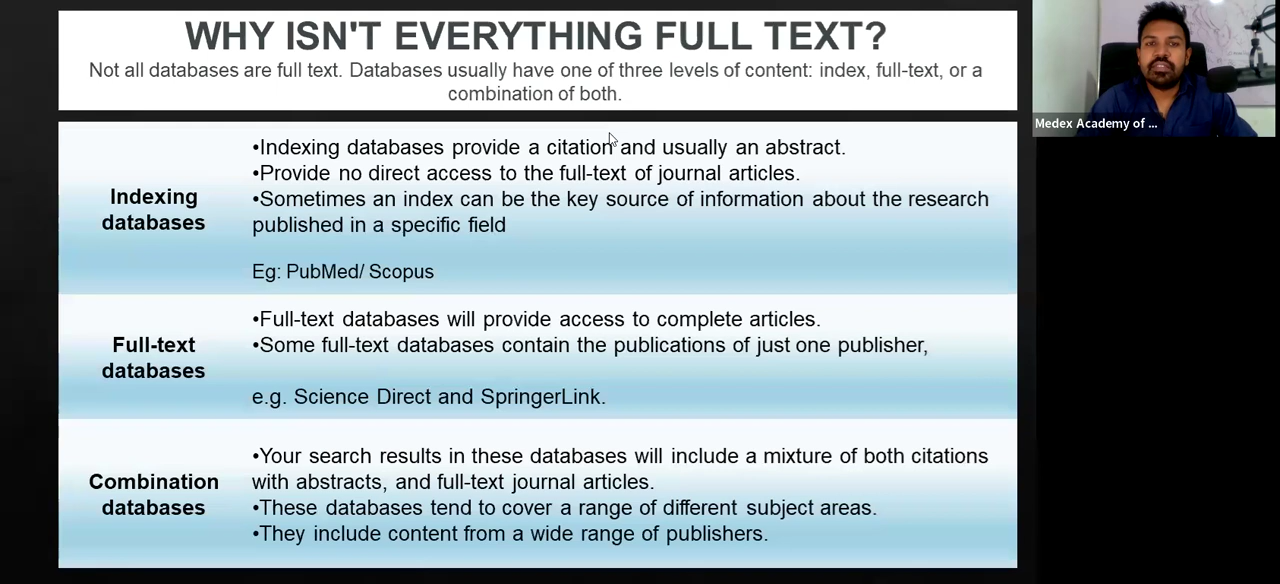 WHY ISN'T EVERYTHING FULL TEXT?
Not all databases are full text. Databases usually have one of three levels of content: index, full-text, or a
combination of both.
Medex Academy of ...
Indexing
databases
•Indexing databases provide a citation and usually an abstract.
•Provide no direct access to the full-text of journal articles.
•Sometimes an index can be the key source of information about the research
published in a specific field
Eg: PubMed/ Scopus
Full-text
databases
•Full-text databases will provide access to complete articles.
•Some full-text databases contain the publications of just one publisher,
e.g. Science Direct and SpringerLink.
Combination
databases
•Your search results in these databases will include a mixture of both citations
with abstracts, and full-text journal articles.
•These databases tend to cover a range of different subject areas.
•They include content from a wide range of publishers.